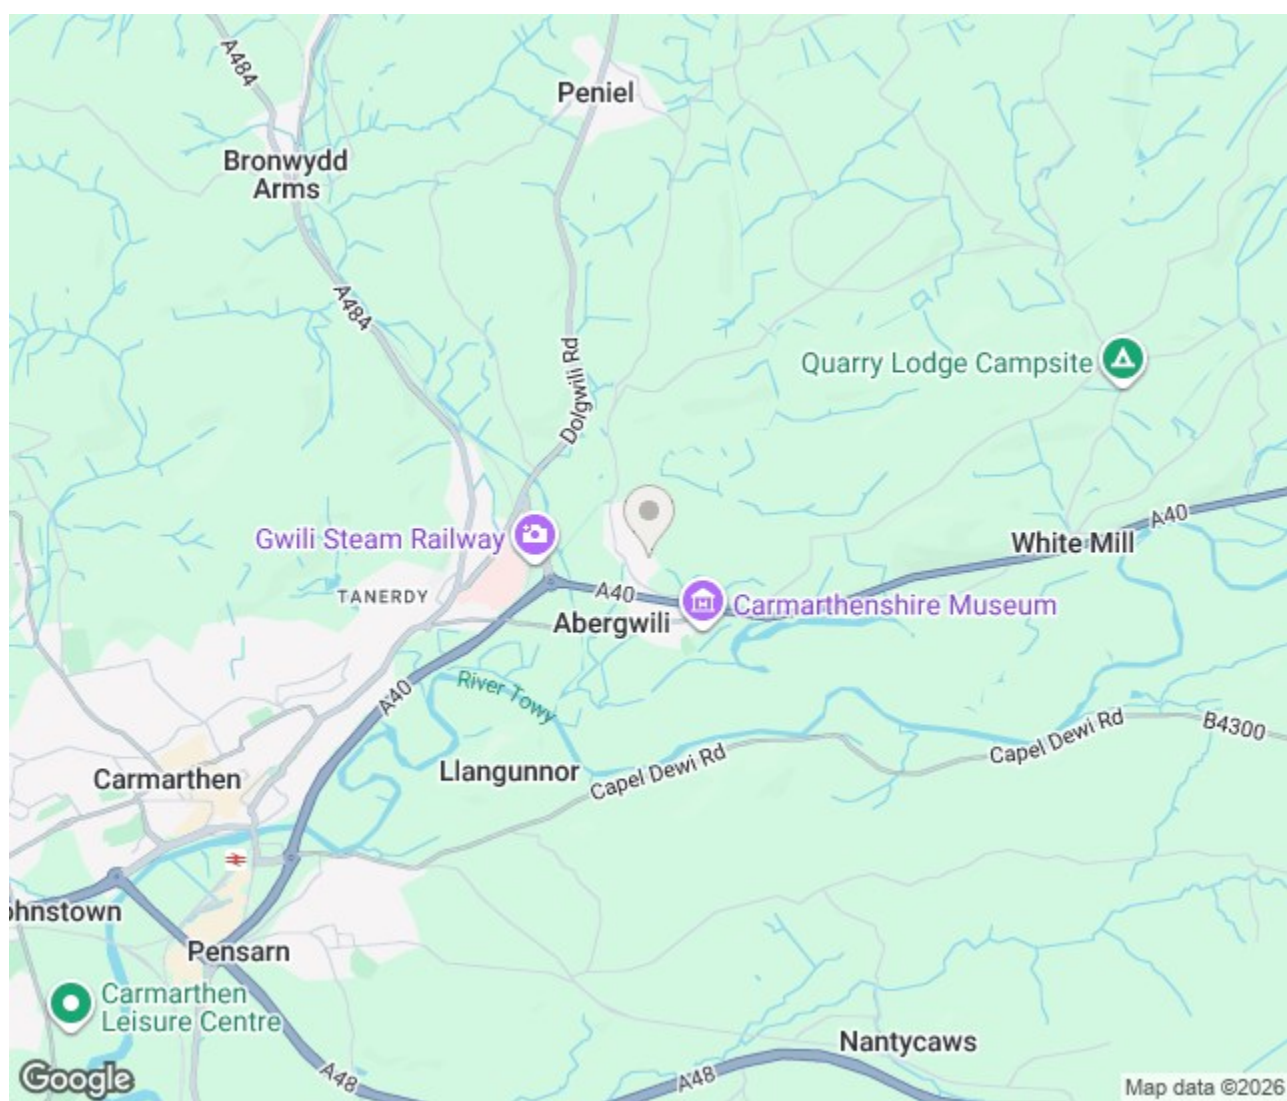 A484
Peniel
Bronwydd
Arms
A484
Dolgwili Rd
Quarry Lodge Campsite
A40
Gwili Steam Railway
White Mill
TANERDY
A40
Carmarthenshire Museum
Abergwili
A40
River Towy
Capel Dewi Rd
B4300
Carmarthen
Llangunnor
Capel Dewi Rd
ohnstown
Pensarn
Carmarthen
Leisure Centre
Nantycaws
A48
A48
Google
Map data ©2026